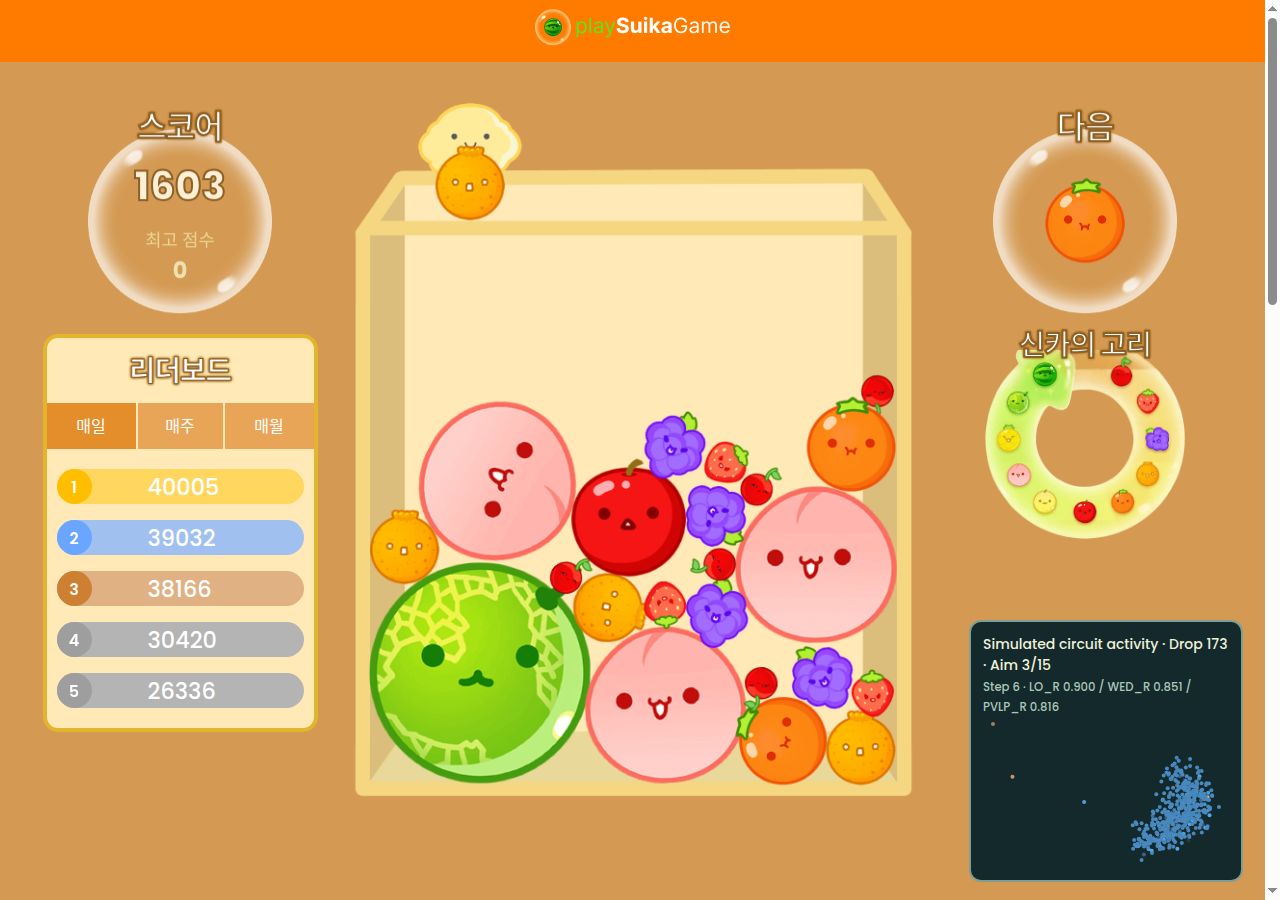 playSuikaGame
스코어
1603
최고 점수
0
다음
신카의 고리
리더보드
매일 매주 매월
1 40005
2 39032
3 38166
4 30420
5 26336
Simulated circuit activity · Drop 173
· Aim 3/15
Step 6 · LO_R 0.900 / WED_R 0.851 /
PVLP_R 0.816